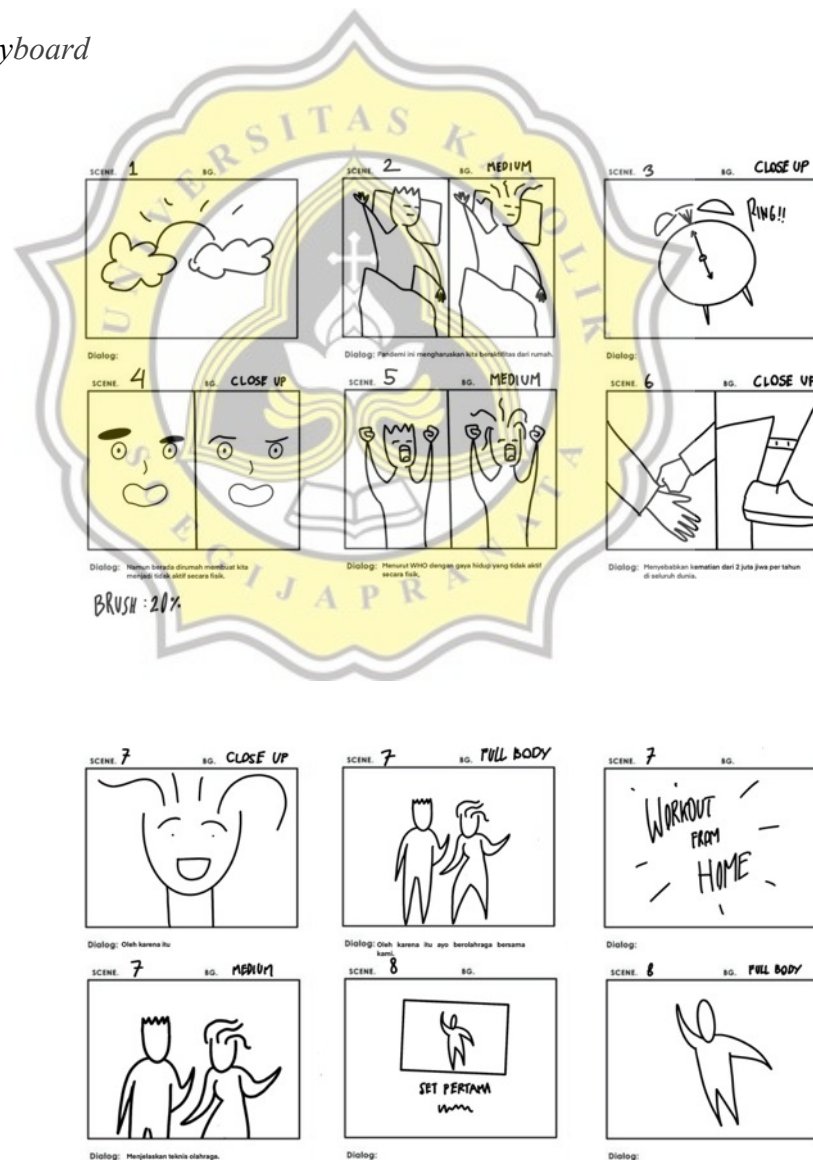 yboard
UNIVERSITAS KATOLIK
SOEGIJAPRANATA
SCENE. 1 BG.
SCENE. 2 BG. MEDIUM
SCENE. 3 BG. CLOSE UP
RING!!
Dialog:
Dialog: Pandemi ini mengharuskan kita beraktifitas dari rumah.
Dialog:
SCENE. 4 BG. CLOSE UP
SCENE. 5 BG. MEDIUM
SCENE. 6 BG. CLOSE UP
Dialog: Namun berada dirumah membuat kita
menjadi tidak aktif secara fisik.
Dialog: Menurut WHO dengan gaya hidup yang tidak aktif
secara fisik,
Dialog: Menyebabkan kematian dari 2 juta jiwa per tahun
di seluruh dunia.
BRUSH : 20%
SCENE. 7 BG. CLOSE UP
SCENE. 7 BG. FULL BODY
SCENE. 7 BG.
WORKOUT
FROM
HOME
Dialog: Oleh karena itu
Dialog: Oleh karena itu ayo berolahraga bersama
kami.
Dialog:
SCENE. 7 BG. MEDIUM
SCENE. 8 BG.
SCENE. 8 BG. FULL BODY
SET PERTAMA
Dialog: Menjelaskan teknis olahraga.
Dialog:
Dialog: